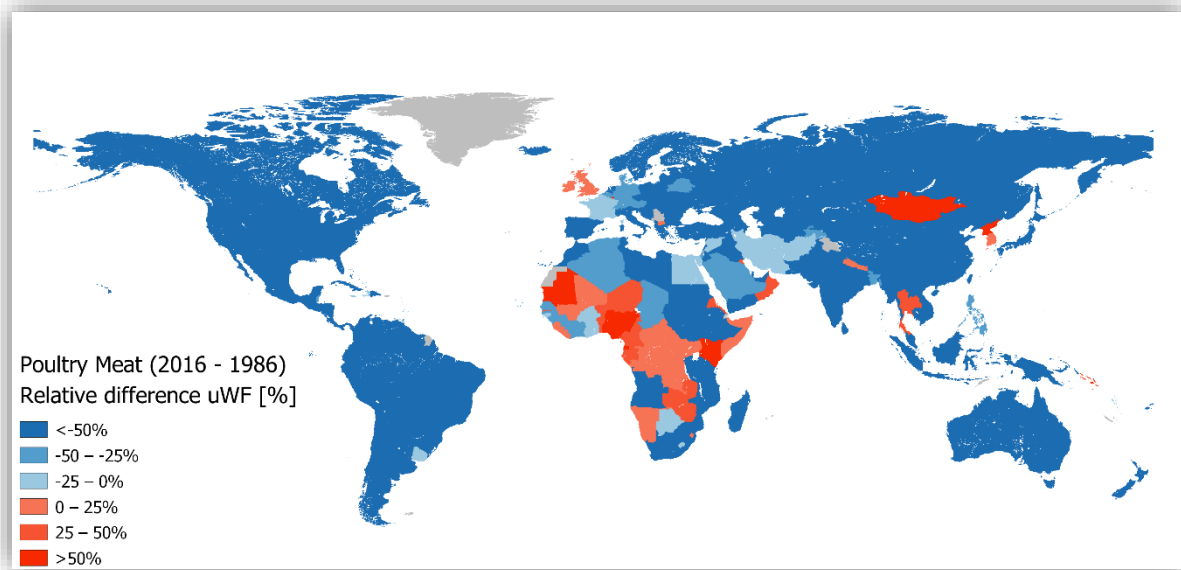 Poultry Meat (2016 - 1986)
Relative difference uWF [%]
<-50%
-50 – -25%
-25 – 0%
0 – 25%
25 – 50%
>50%